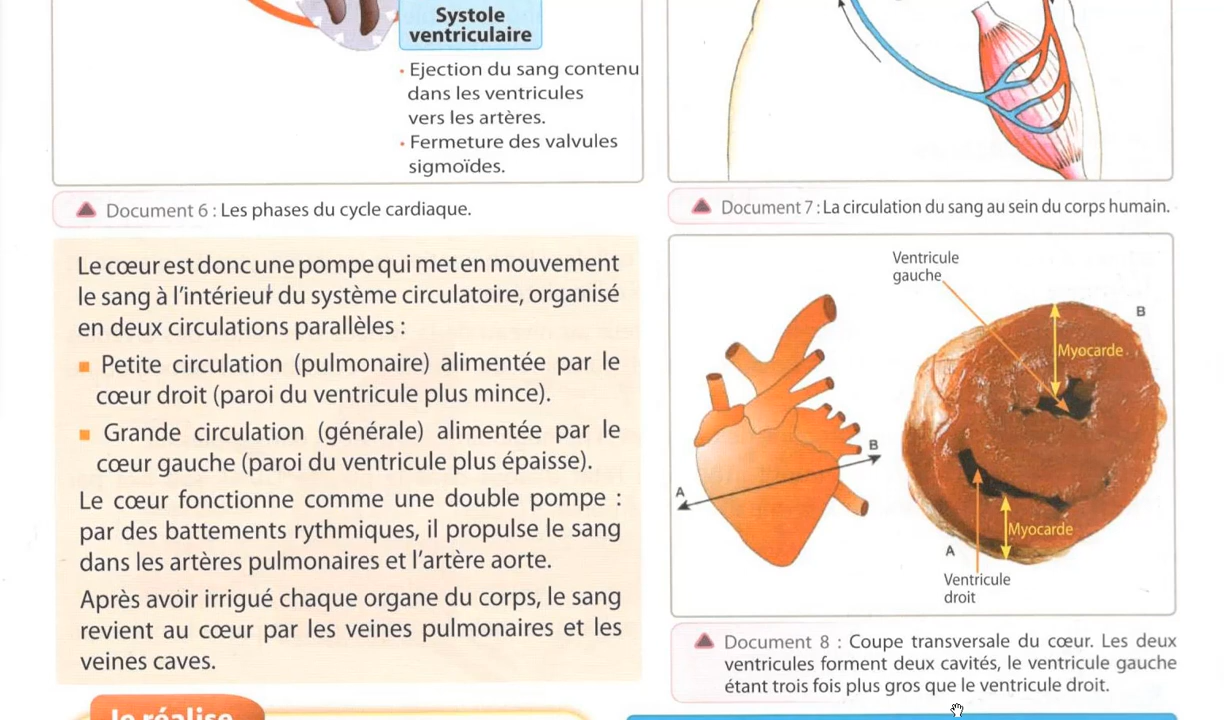 Systole
ventriculaire
• Ejection du sang contenu
dans les ventricules
vers les artères.
• Fermeture des valvules
sigmoïdes.
Document 6 : Les phases du cycle cardiaque.
Document 7 : La circulation du sang au sein du corps humain.
Le cœur est donc une pompe qui met en mouvement
le sang à l'intérieur du système circulatoire, organisé
en deux circulations parallèles :
Petite circulation (pulmonaire) alimentée par le
cœur droit (paroi du ventricule plus mince).
Grande circulation (générale) alimentée par le
cœur gauche (paroi du ventricule plus épaisse).
Le cœur fonctionne comme une double pompe :
par des battements rythmiques, il propulse le sang
dans les artères pulmonaires et l'artère aorte.
Après avoir irrigué chaque organe du corps, le sang
revient au cœur par les veines pulmonaires et les
veines caves.
Ventricule
gauche
B
Myocarde
B
A
Myocarde
A
Ventricule
droit
Document 8 : Coupe transversale du cœur. Les deux
ventricules forment deux cavités, le ventricule gauche
étant trois fois plus gros que le ventricule droit.
Je réalise